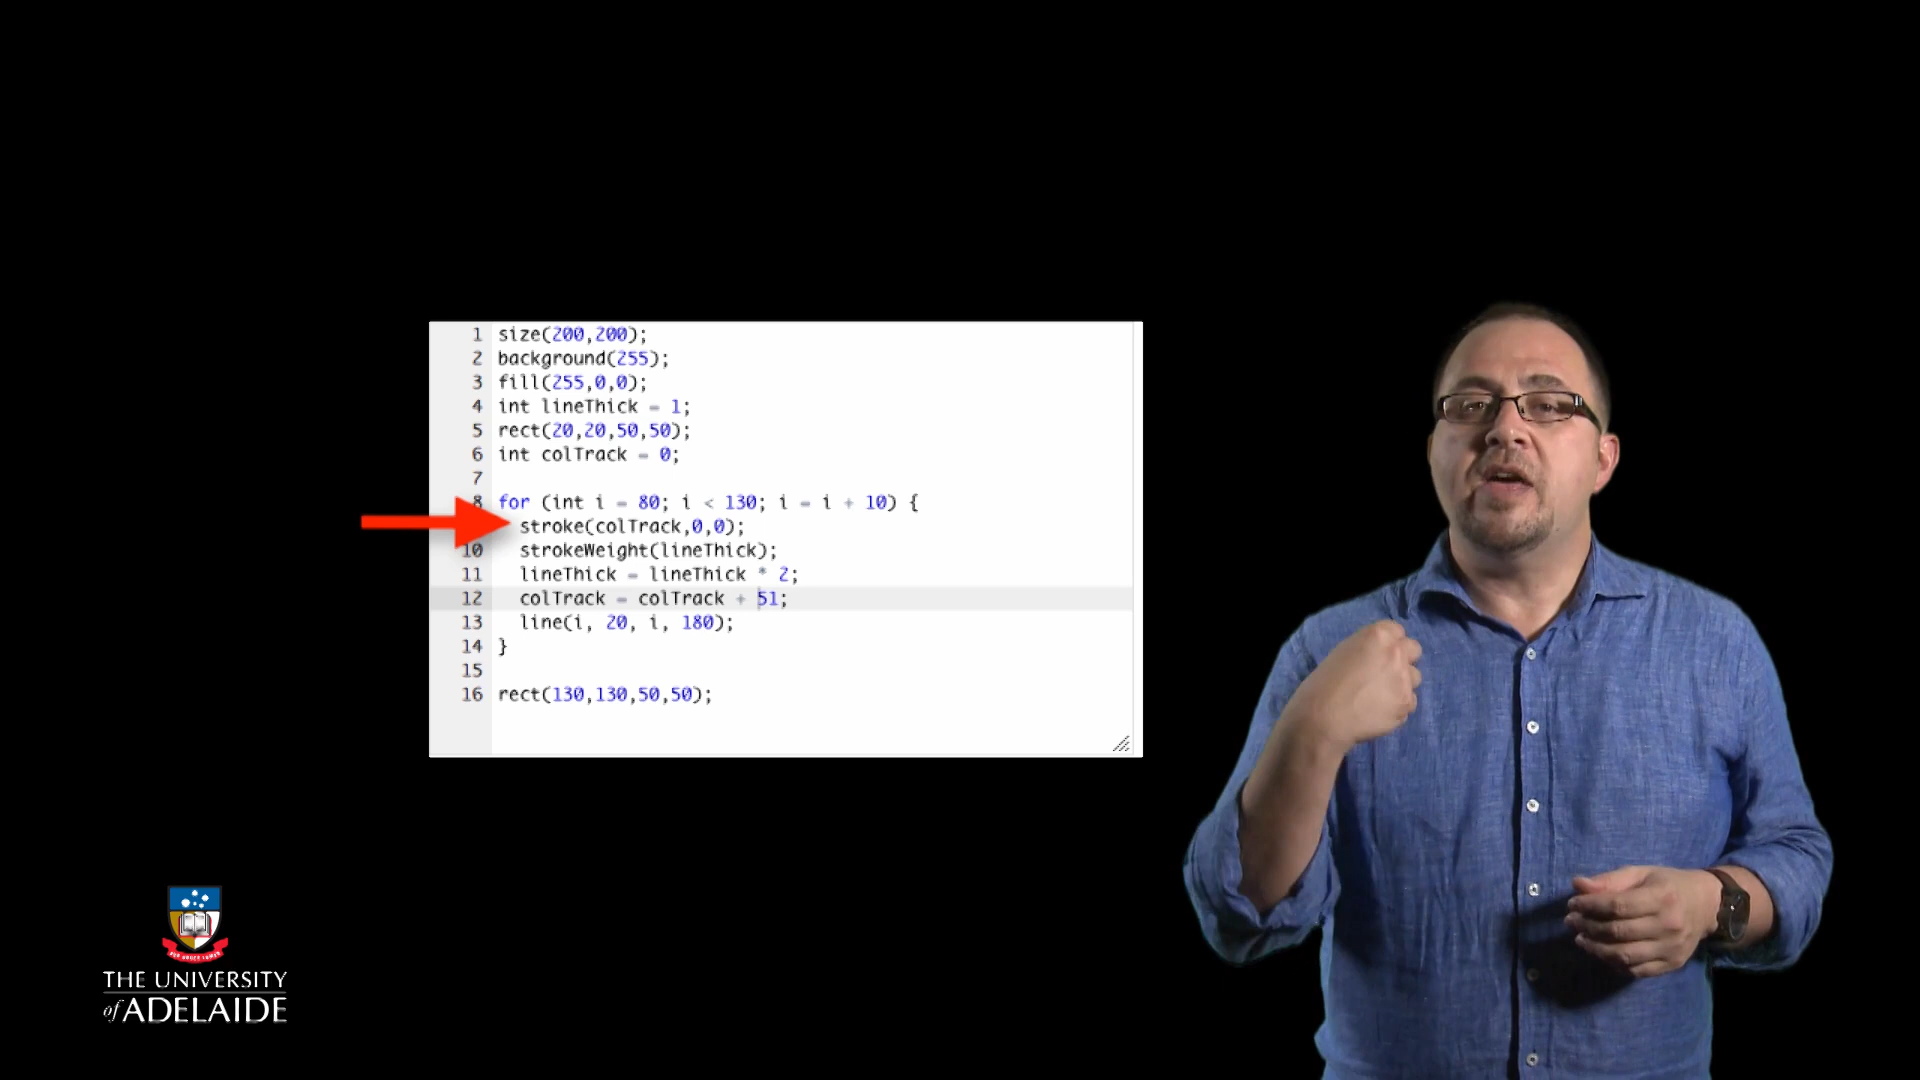 1 size(200,200);
2 background(255);
3 fill(255,0,0);
4 int lineThick = 1;
5 rect(20,20,50,50);
6 int colTrack = 0;
7
8 for (int i = 80; i < 130; i = i + 10) {
stroke(colTrack,0,0);
10 strokeWeight(lineThick);
11 lineThick = lineThick * 2;
12 colTrack = colTrack + 51;
13 line(i, 20, i, 180);
14 }
15
16 rect(130,130,50,50);
THE UNIVERSITY
of ADELAIDE